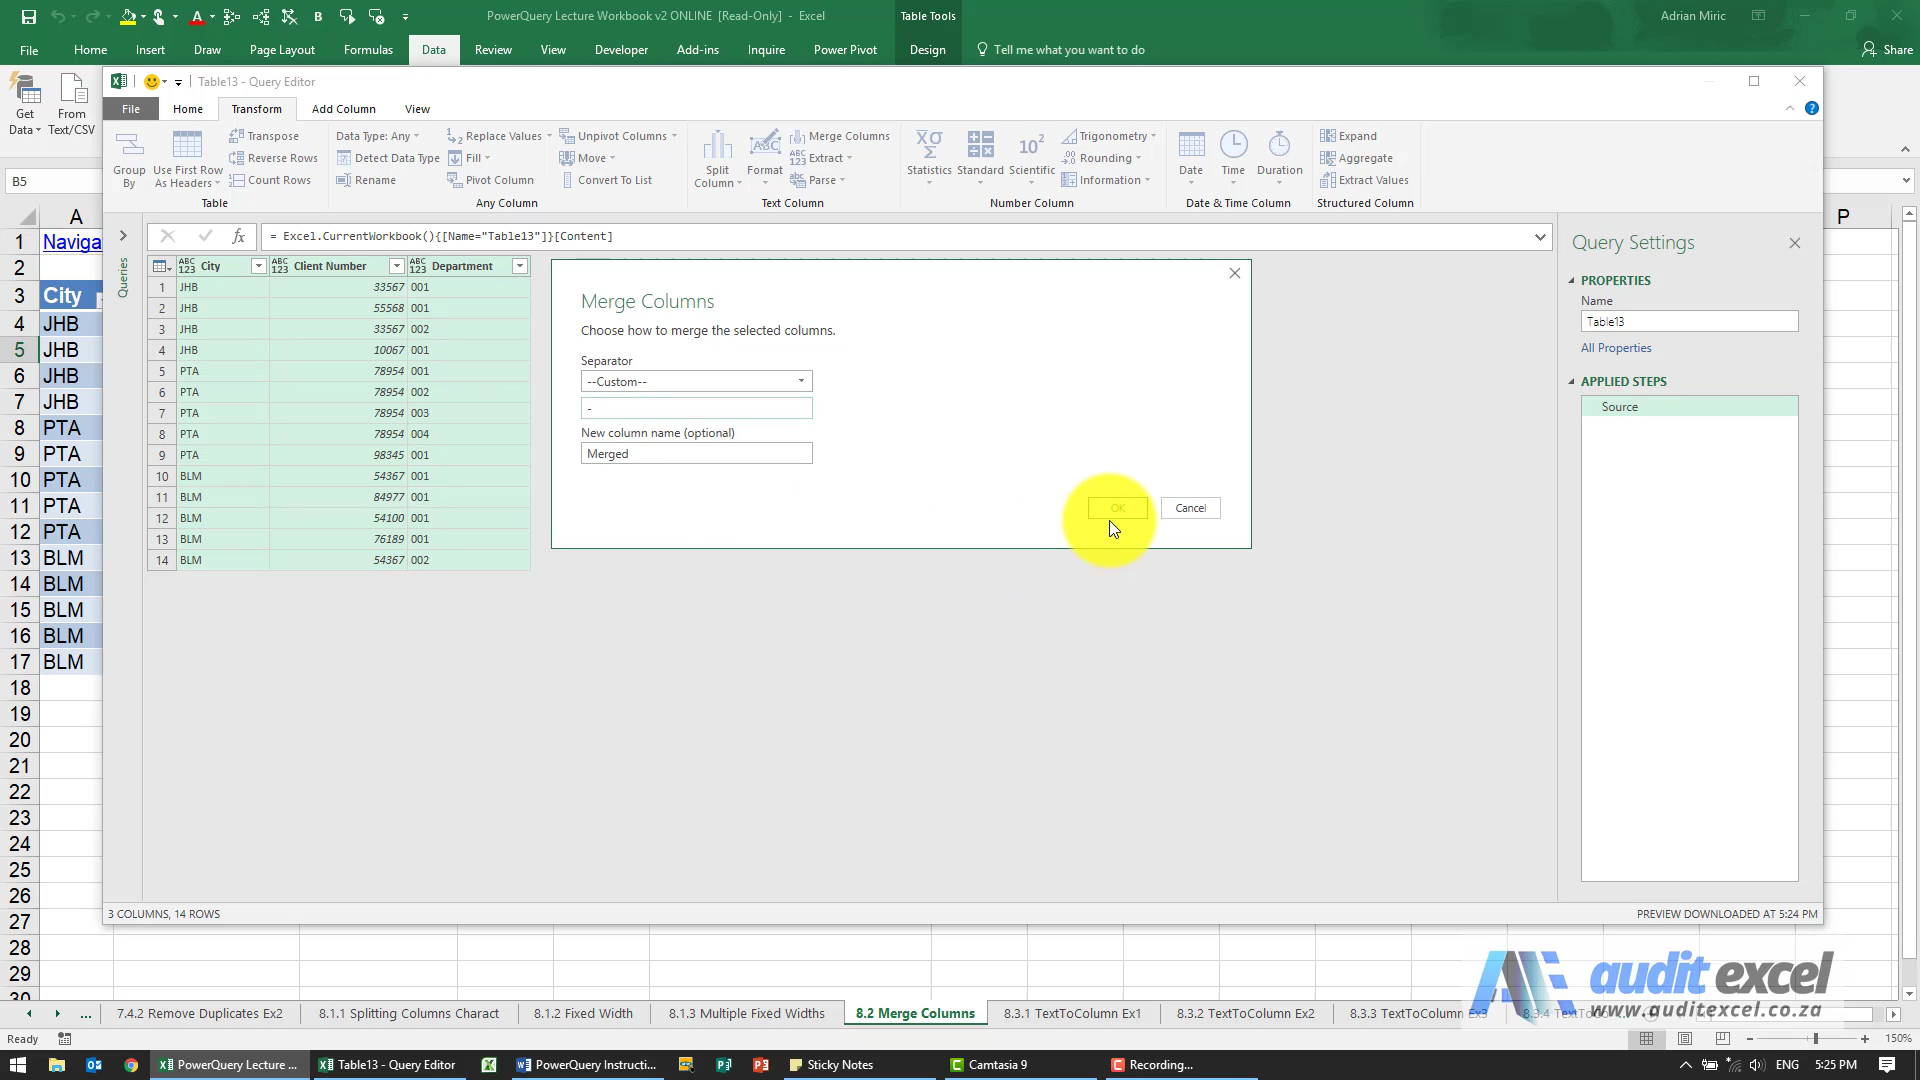 PowerQuery Lecture Workbook v2 ONLINE [Read-Only] - Excel
Table Tools
Adrian Miric
File Home Insert Draw Page Layout Formulas Data Review View Developer Add-ins Inquire Power Pivot Design Tell me what you want to do Share
Get Data
From Text/CSV
Table13 - Query Editor
File Home Transform Add Column View
Group By
Use First Row As Headers
Transpose
Reverse Rows
Count Rows
Table
Data Type: Any
Detect Data Type
Rename
Replace Values
Fill
Pivot Column
Unpivot Columns
Move
Convert To List
Any Column
Split Column
Format
Merge Columns
Extract
Parse
Text Column
Statistics
Standard
Scientific
Trigonometry
Rounding
Information
Number Column
Date
Time
Duration
Date & Time Column
Expand
Aggregate
Extract Values
Structured Column
B5
= Excel.CurrentWorkbook(){[Name="Table13"]}[Content]
Queries
City Client Number Department
1 JHB 33567 001
2 JHB 55568 001
3 JHB 33567 002
4 JHB 10067 001
5 PTA 78954 001
6 PTA 78954 002
7 PTA 78954 003
8 PTA 78954 004
9 PTA 98345 001
10 BLM 54367 001
11 BLM 84977 001
12 BLM 54100 001
13 BLM 76189 001
14 BLM 54367 002
Merge Columns
Choose how to merge the selected columns.
Separator
--Custom--
-
New column name (optional)
Merged
OK
Cancel
Query Settings
PROPERTIES
Name
Table13
All Properties
APPLIED STEPS
Source
3 COLUMNS, 14 ROWS
PREVIEW DOWNLOADED AT 5:24 PM
A
P
1 Naviga
2
3 City
4 JHB
5 JHB
6 JHB
7 JHB
8 PTA
9 PTA
10 PTA
11 PTA
12 PTA
13 BLM
14 BLM
15 BLM
16 BLM
17 BLM
18
19
20
21
22
23
24
25
26
27
28
29
30
audit excel
www.auditexcel.co.za
... 7.4.2 Remove Duplicates Ex2 8.1.1 Splitting Columns Charact 8.1.2 Fixed Width 8.1.3 Multiple Fixed Widths 8.2 Merge Columns 8.3.1 TextToColumn Ex1 8.3.2 TextToColumn Ex2 8.3.3 TextToColumn Ex3 8.3.4 TextToCo
Ready
150%
PowerQuery Lecture ...
Table13 - Query Editor
PowerQuery Instructi...
Sticky Notes
Camtasia 9
Recording...
ENG
5:25 PM